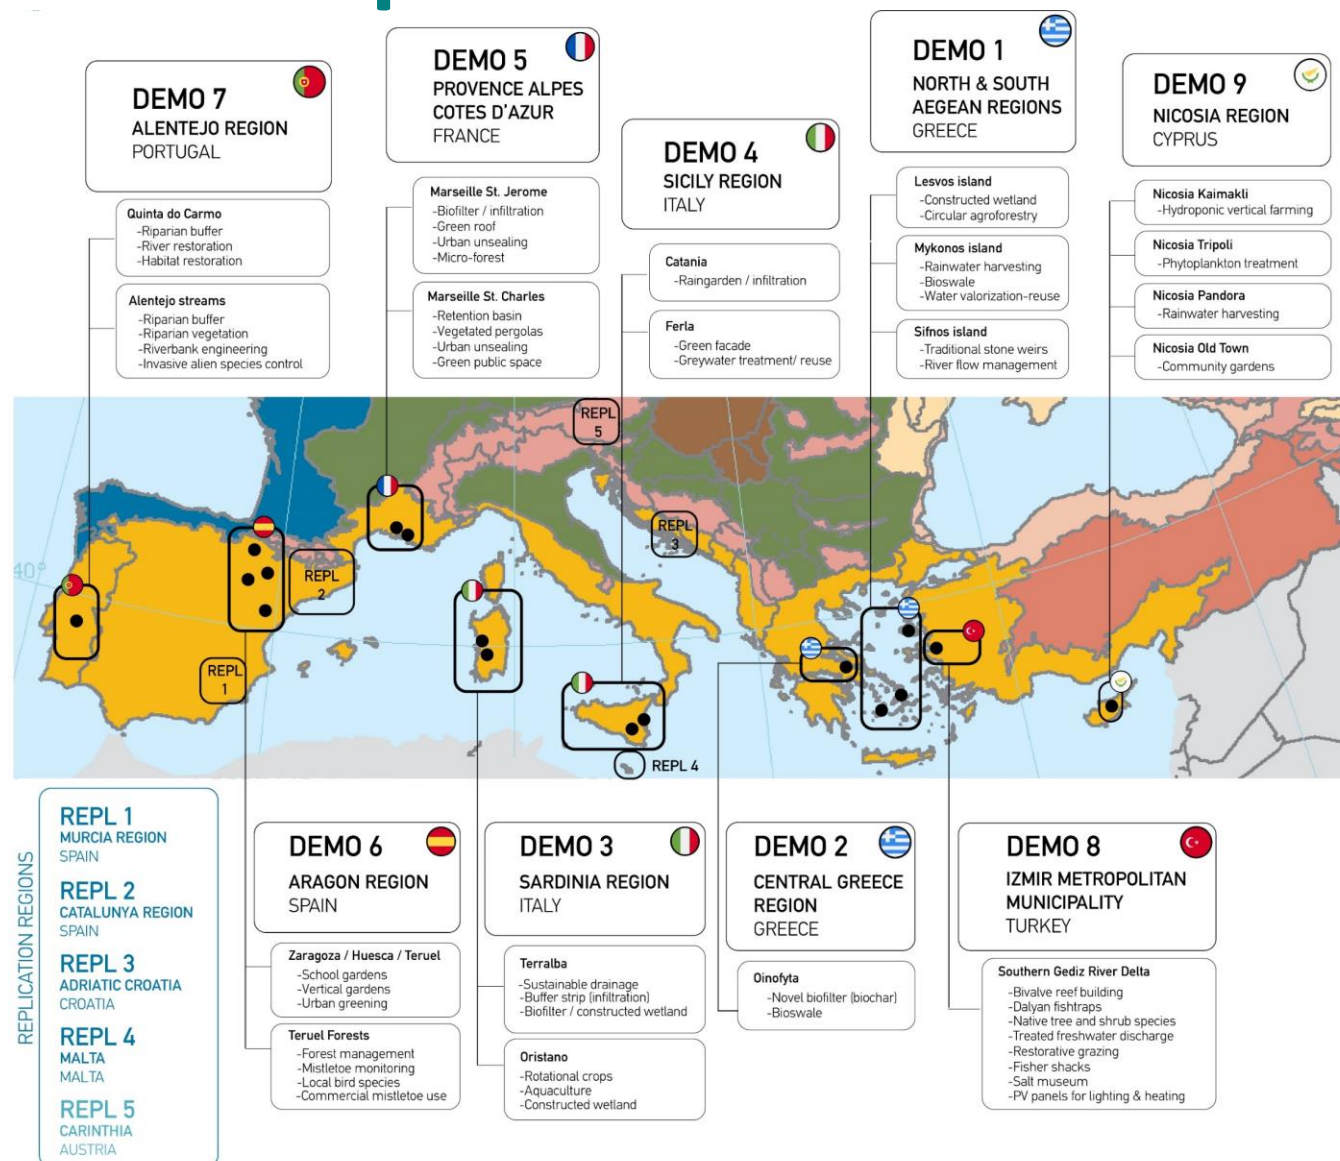 DEMO 7
ALENTEJO REGION
PORTUGAL
Quinta do Carmo
-Riparian buffer
-River restoration
-Habitat restoration
Alentejo streams
-Riparian buffer
-Riparian vegetation
-Riverbank engineering
-Invasive alien species control
DEMO 5
PROVENCE ALPES
COTES D'AZUR
FRANCE
Marseille St. Jerome
-Biofilter / infiltration
-Green roof
-Urban unsealing
-Micro-forest
Marseille St. Charles
-Retention basin
-Vegetated pergolas
-Urban unsealing
-Green public space
DEMO 4
SICILY REGION
ITALY
Catania
-Raingarden / infiltration
Ferla
-Green facade
-Greywater treatment/ reuse
DEMO 1
NORTH & SOUTH
AEGEAN REGIONS
GREECE
Lesvos island
-Constructed wetland
-Circular agroforestry
Mykonos island
-Rainwater harvesting
-Bioswale
-Water valorization-reuse
Sifnos island
-Traditional stone weirs
-River flow management
DEMO 9
NICOSIA REGION
CYPRUS
Nicosia Kaimakli
-Hydroponic vertical farming
Nicosia Tripoli
-Phytoplankton treatment
Nicosia Pandora
-Rainwater harvesting
Nicosia Old Town
-Community gardens
REPL
5
REPL
3
40°
REPL
2
REPL
1
REPL 4
REPLICATION REGIONS
REPL 1
MURCIA REGION
SPAIN
REPL 2
CATALUNYA REGION
SPAIN
REPL 3
ADRIATIC CROATIA
CROATIA
REPL 4
MALTA
MALTA
REPL 5
CARINTHIA
AUSTRIA
DEMO 6
ARAGON REGION
SPAIN
Zaragoza / Huesca / Teruel
-School gardens
-Vertical gardens
-Urban greening
Teruel Forests
-Forest management
-Mistletoe monitoring
-Local bird species
-Commercial mistletoe use
DEMO 3
SARDINIA REGION
ITALY
Terralba
-Sustainable drainage
-Buffer strip (infiltration)
-Biofilter / constructed wetland
Oristano
-Rotational crops
-Aquaculture
-Constructed wetland
DEMO 2
CENTRAL GREECE
REGION
GREECE
Oinofyta
-Novel biofilter (biochar)
-Bioswale
DEMO 8
IZMIR METROPOLITAN
MUNICIPALITY
TURKEY
Southern Gediz River Delta
-Bivalve reef building
-Dalyan fishtraps
-Native tree and shrub species
-Treated freshwater discharge
-Restorative grazing
-Fisher shacks
-Salt museum
-PV panels for lighting & heating